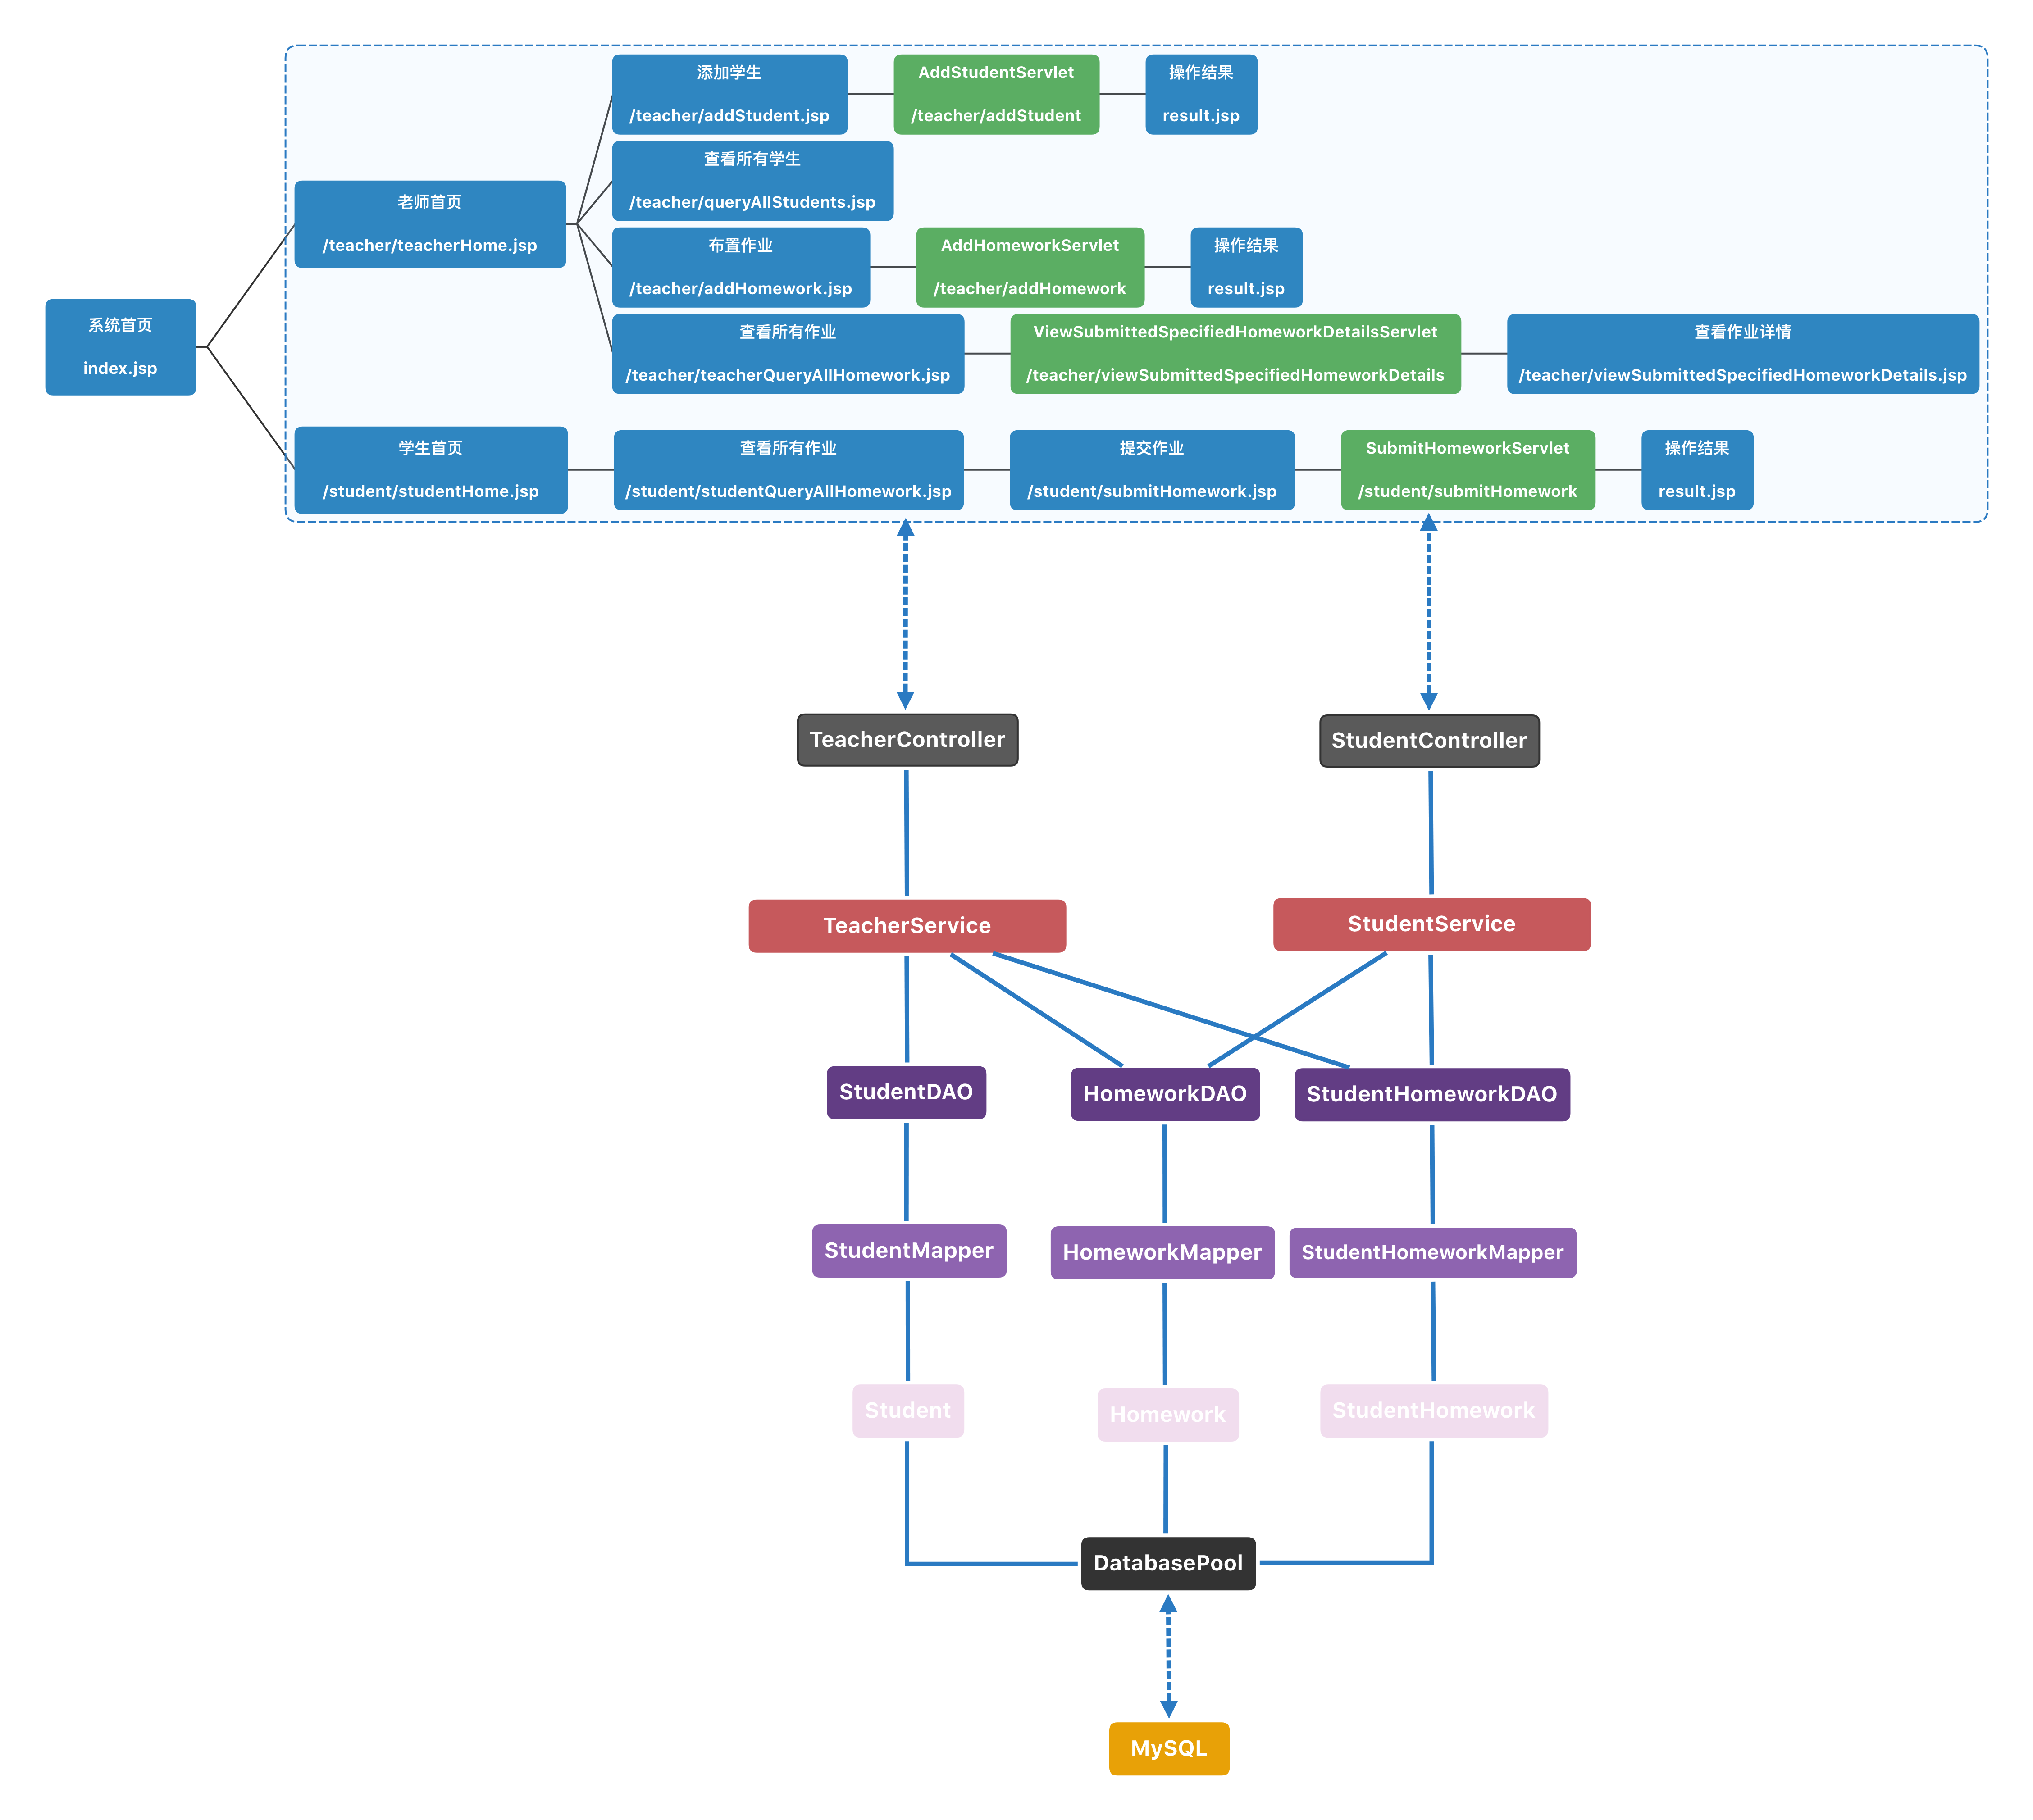 添加学生
/teacher/addStudent.jsp
AddStudentServlet
/teacher/addStudent
操作结果
result.jsp
查看所有学生
/teacher/queryAllStudents.jsp
老师首页
/teacher/teacherHome.jsp
布置作业
/teacher/addHomework.jsp
AddHomeworkServlet
/teacher/addHomework
操作结果
result.jsp
系统首页
index.jsp
查看所有作业
/teacher/teacherQueryAllHomework.jsp
ViewSubmittedSpecifiedHomeworkDetailsServlet
/teacher/viewSubmittedSpecifiedHomeworkDetails
查看作业详情
/teacher/viewSubmittedSpecifiedHomeworkDetails.jsp
学生首页
/student/studentHome.jsp
查看所有作业
/student/studentQueryAllHomework.jsp
提交作业
/student/submitHomework.jsp
SubmitHomeworkServlet
/student/submitHomework
操作结果
result.jsp
TeacherController
StudentController
TeacherService
StudentService
StudentDAO
HomeworkDAO
StudentHomeworkDAO
StudentMapper
HomeworkMapper
StudentHomeworkMapper
Student
Homework
StudentHomework
DatabasePool
MySQL